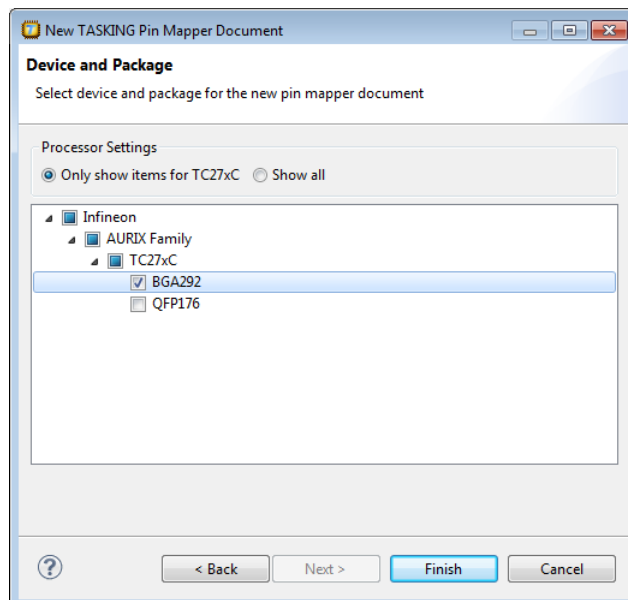 New TASKING Pin Mapper Document
Device and Package
Select device and package for the new pin mapper document
Processor Settings
Only show items for TC27xC Show all
Infineon
AURIX Family
TC27xC
BGA292
QFP176
? < Back Next > Finish Cancel